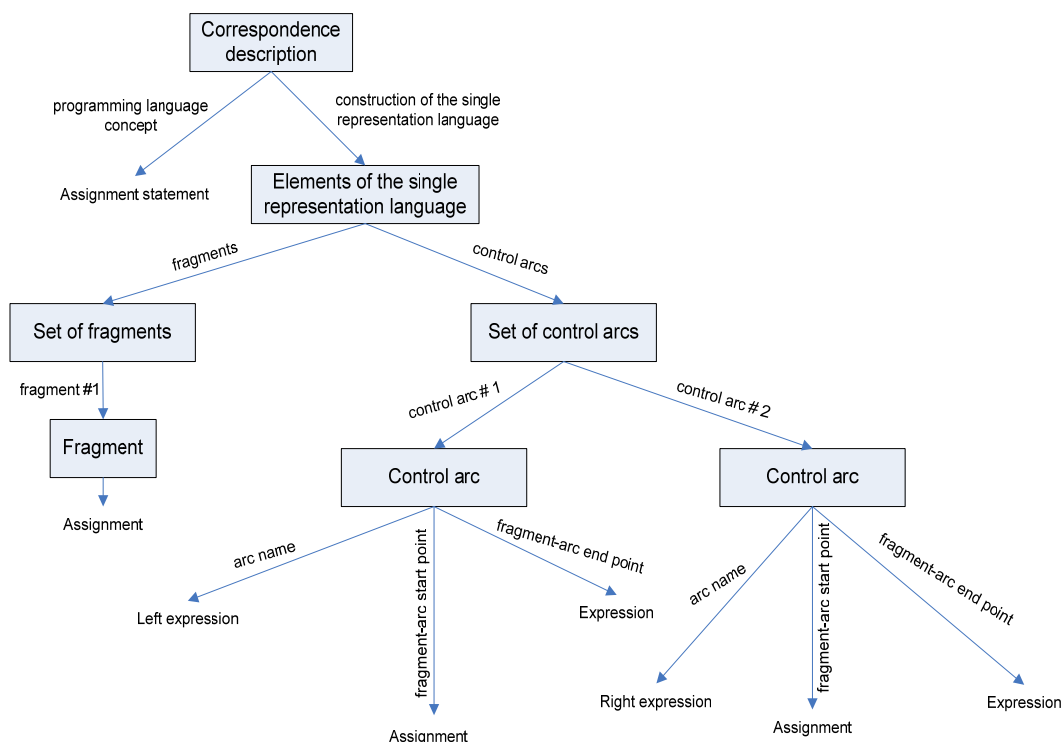 Correspondence
description
programming language
concept
construction of the single
representation language
Assignment statement
Elements of the single
representation language
fragments
control arcs
Set of fragments
Set of control arcs
fragment #1
control arc # 1
control arc # 2
Fragment
Control arc
Control arc
Assignment
arc name
fragment-arc start point
fragment-arc end point
arc name
fragment-arc start point
fragment-arc end point
Left expression
Expression
Right expression
Expression
Assignment
Assignment